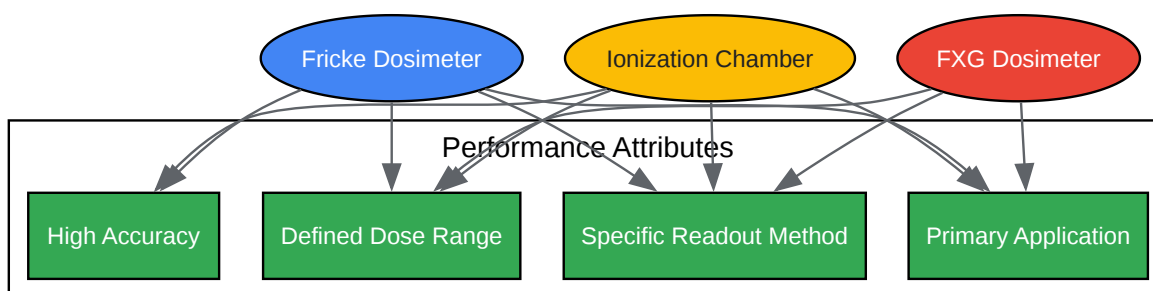 Fricke Dosimeter
Ionization Chamber
FXG Dosimeter
Performance Attributes
High Accuracy
Defined Dose Range
Specific Readout Method
Primary Application